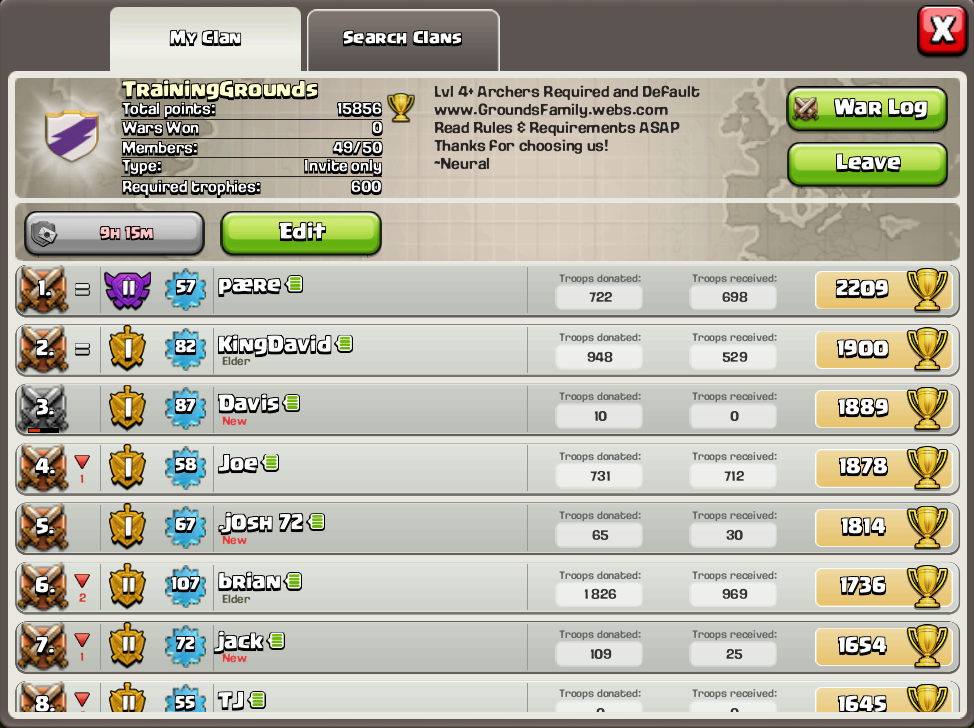 My Clan
Search Clans
X
TrainingGrounds
Total points: 15856
Wars Won 0
Members: 49/50
Type: Invite only
Required trophies: 600
Lvl 4+ Archers Required and Default
www.GroundsFamily.webs.com
Read Rules & Requirements ASAP
Thanks For choosing us!
~Neural
War Log
Leave
9H 15M
Edit
1. = II 57 pære Troops donated: 722 Troops received: 698 2209
2. = I 82 KingDavid Elder Troops donated: 948 Troops received: 529 1900
3. I 87 Davis New Troops donated: 10 Troops received: 0 1889
4. 1 I 58 Joe Troops donated: 731 Troops received: 712 1878
5. I 67 .jOsh 72 New Troops donated: 65 Troops received: 30 1814
6. 2 II 107 brian Elder Troops donated: 1826 Troops received: 969 1736
7. 1 II 72 jack New Troops donated: 109 Troops received: 25 1654
8. II 55 TJ Troops donated: Troops received: 1645